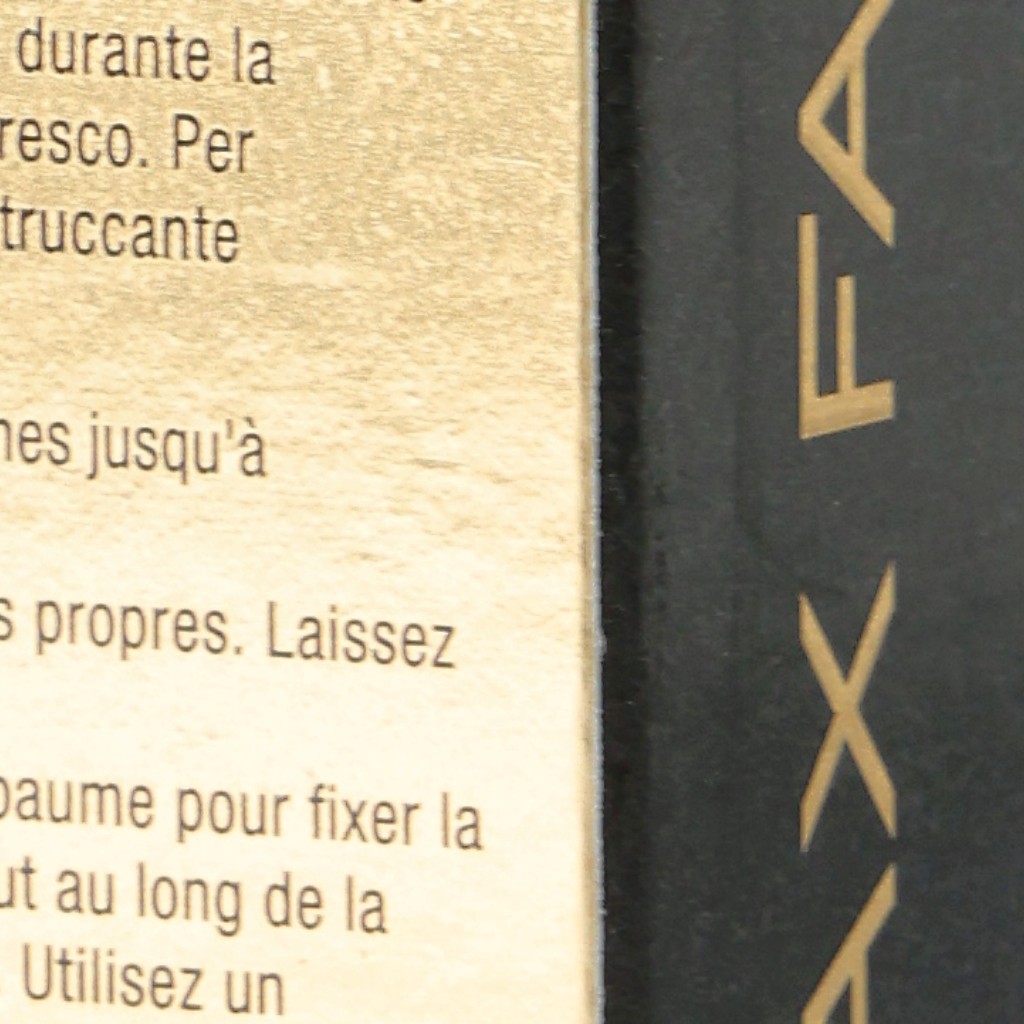 durante la
resco. Per
truccante
nes jusqu'à
s propres. Laissez
baume pour fixer la
ut au long de la
. Utilisez un
AX FA